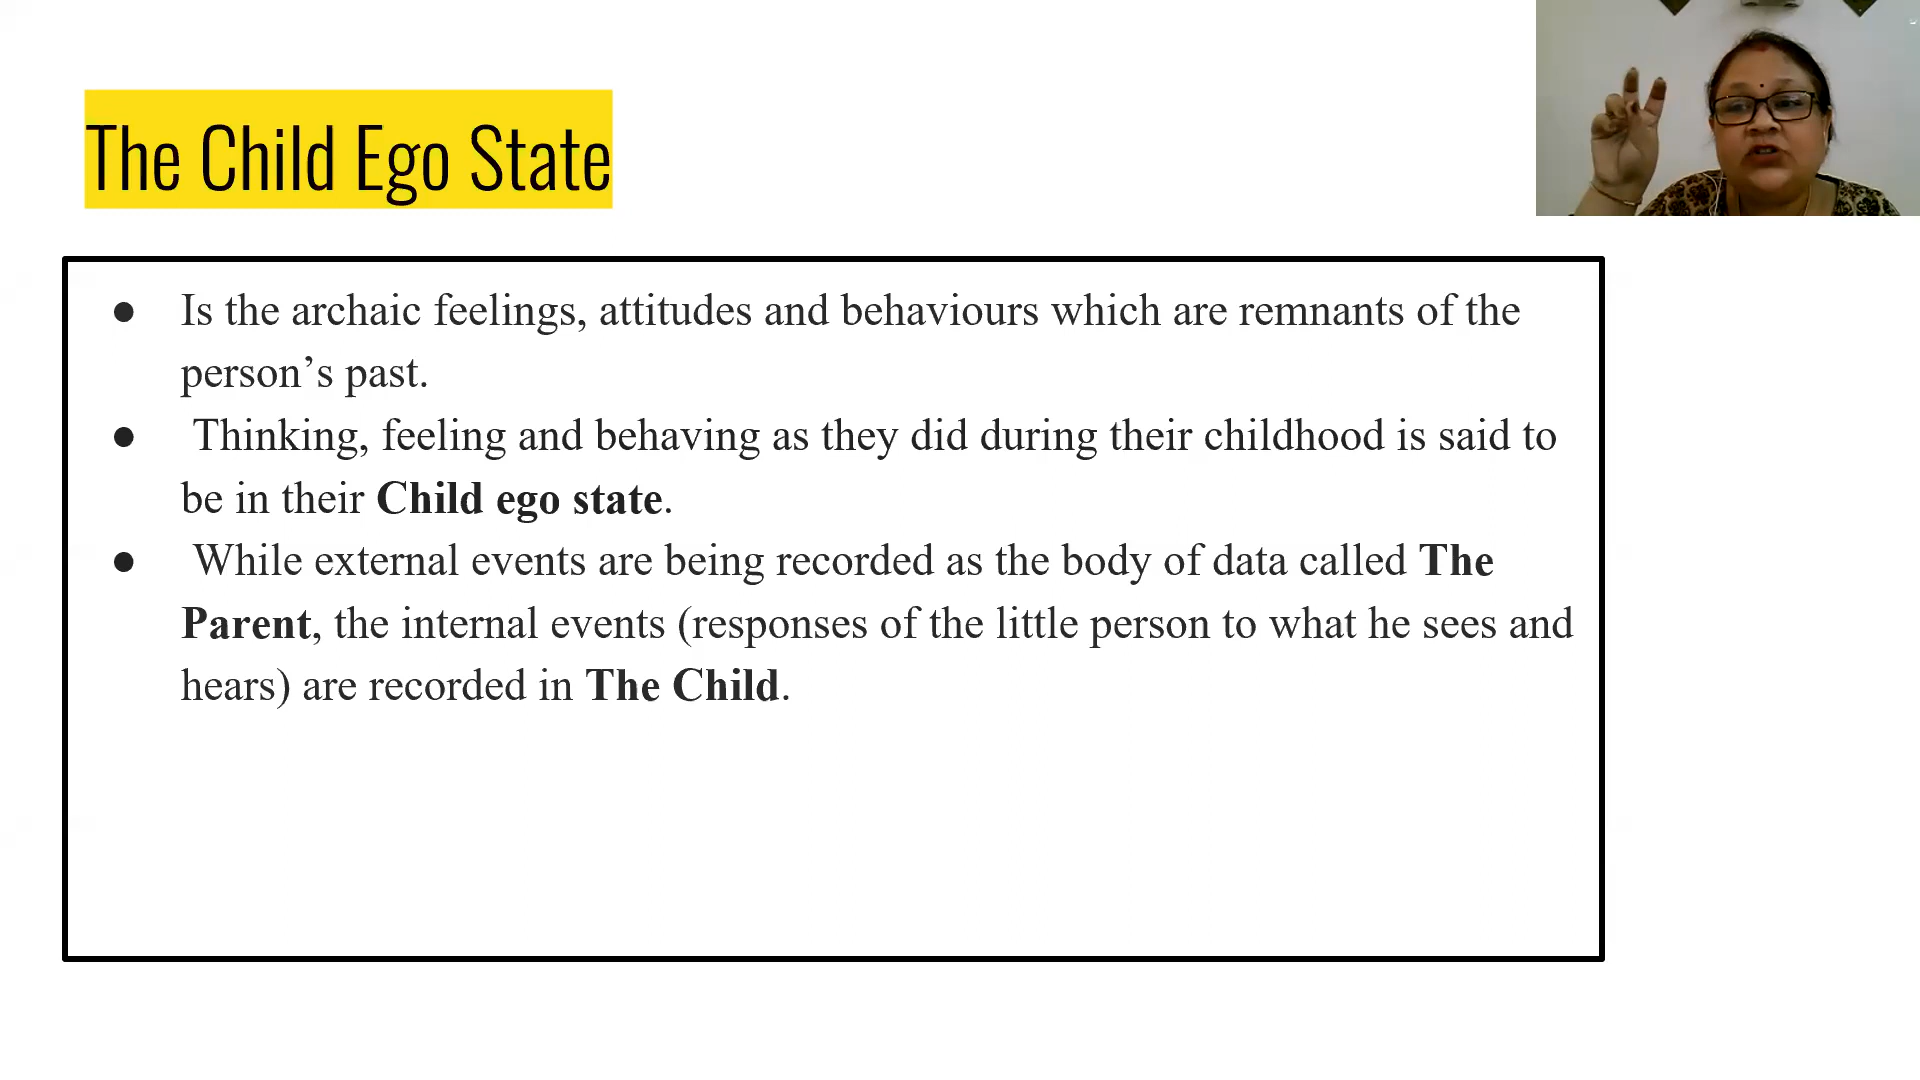 The Child Ego State
● Is the archaic feelings, attitudes and behaviours which are remnants of the
person’s past.
● Thinking, feeling and behaving as they did during their childhood is said to
be in their Child ego state.
● While external events are being recorded as the body of data called The
Parent, the internal events (responses of the little person to what he sees and
hears) are recorded in The Child.